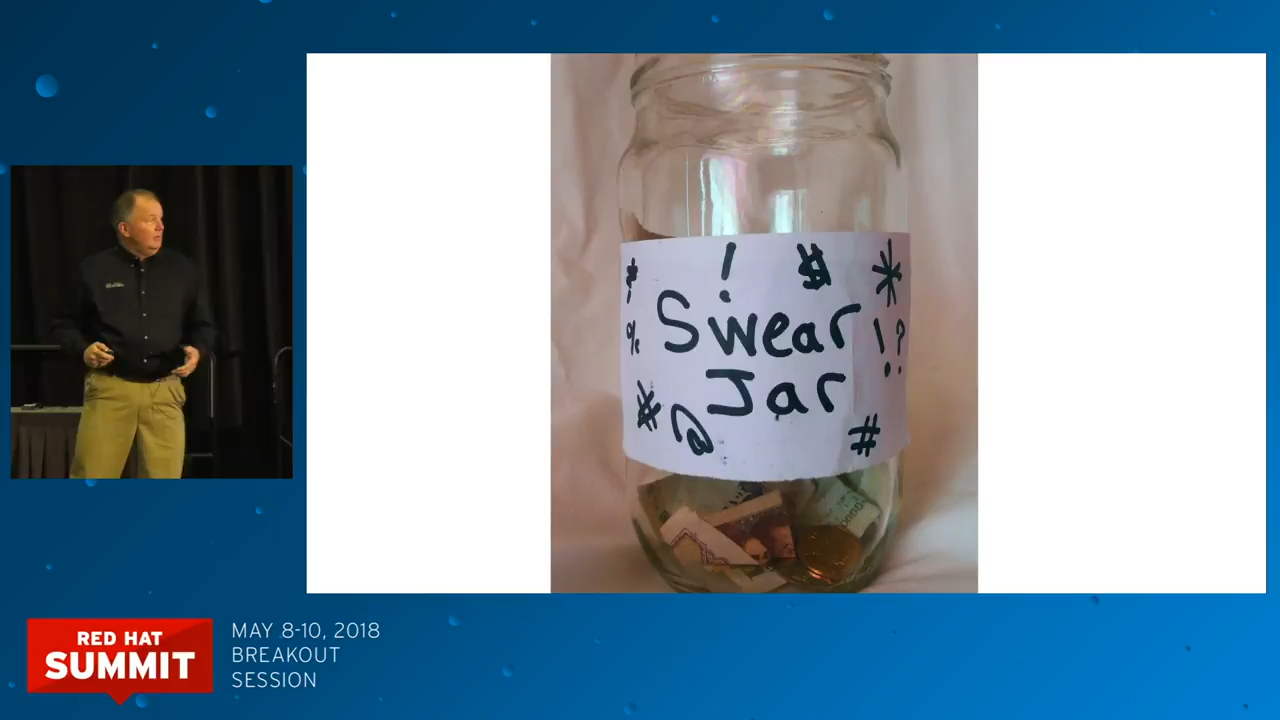 ! $ *
Swear
% ! ?
Jar
# @ #
RED HAT
SUMMIT
MAY 8-10, 2018
BREAKOUT
SESSION